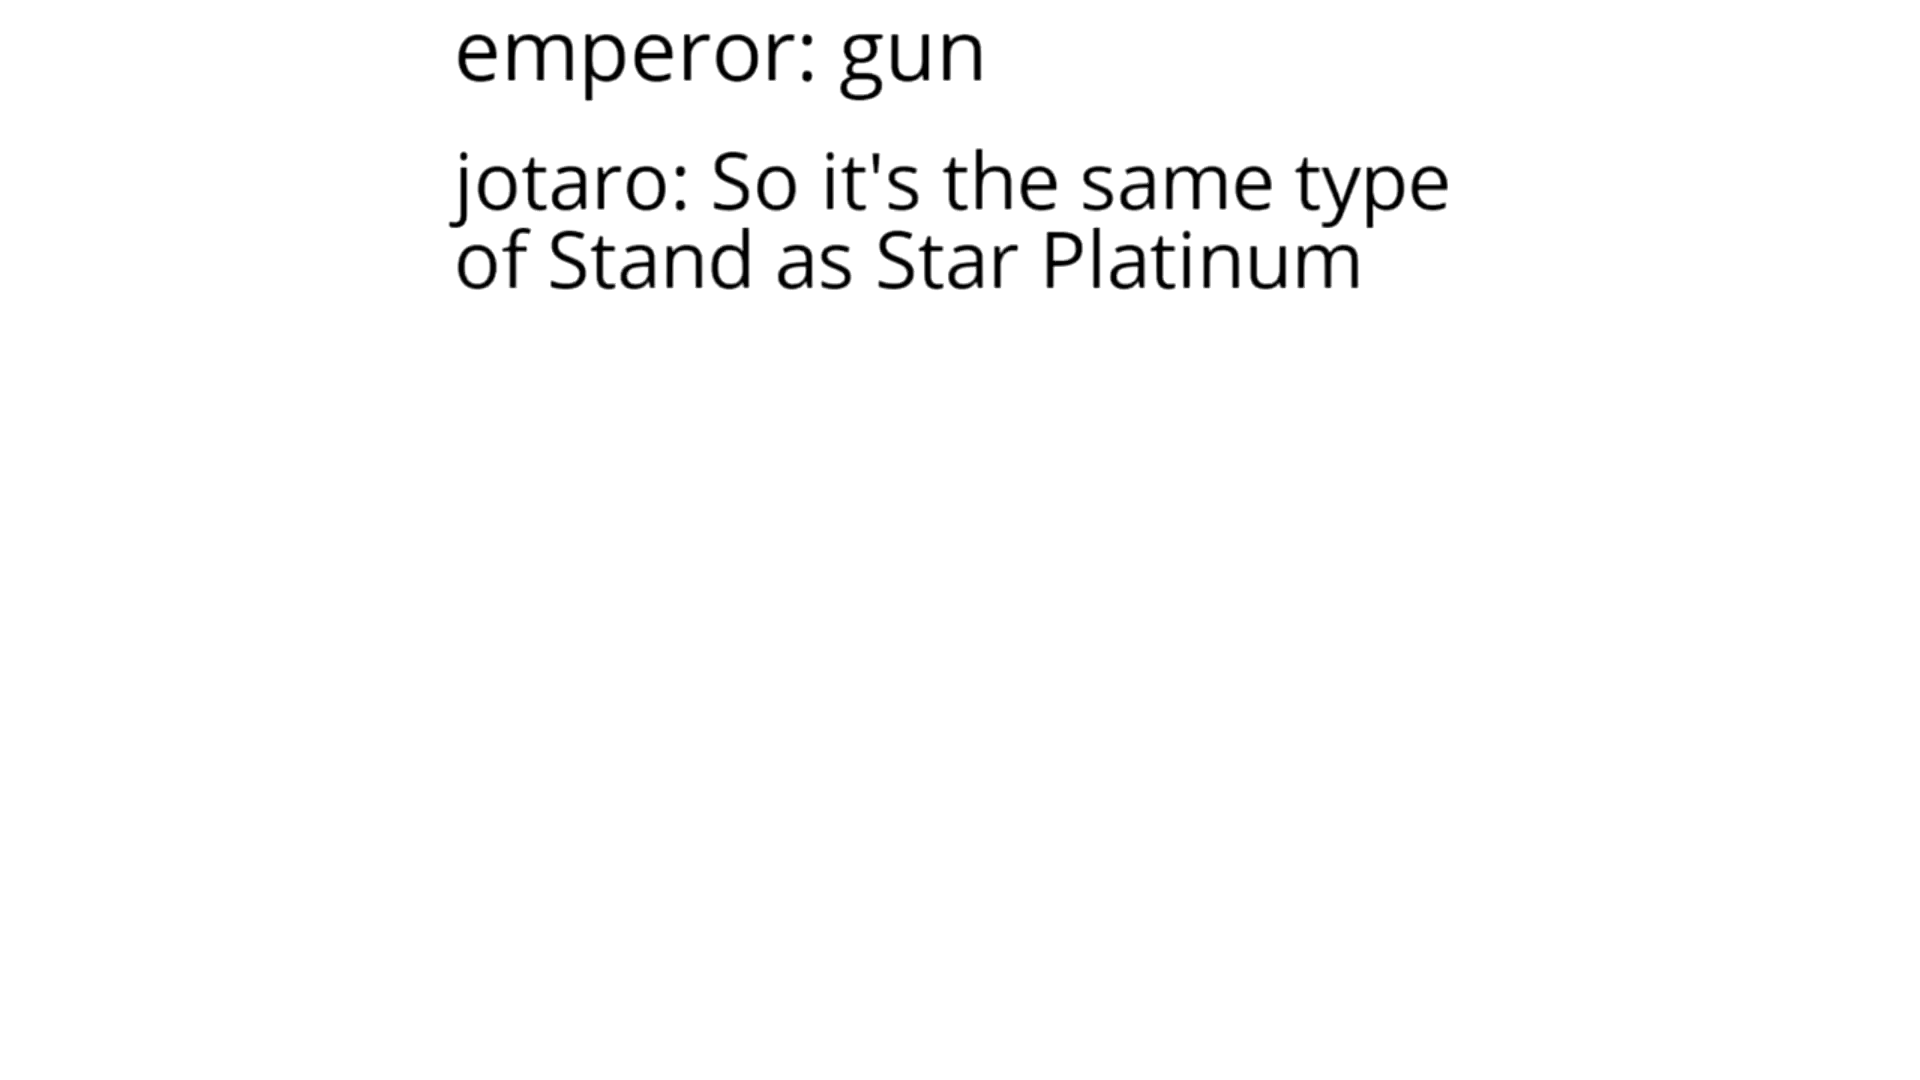 emperor: gun
jotaro: So it's the same type
of Stand as Star Platinum